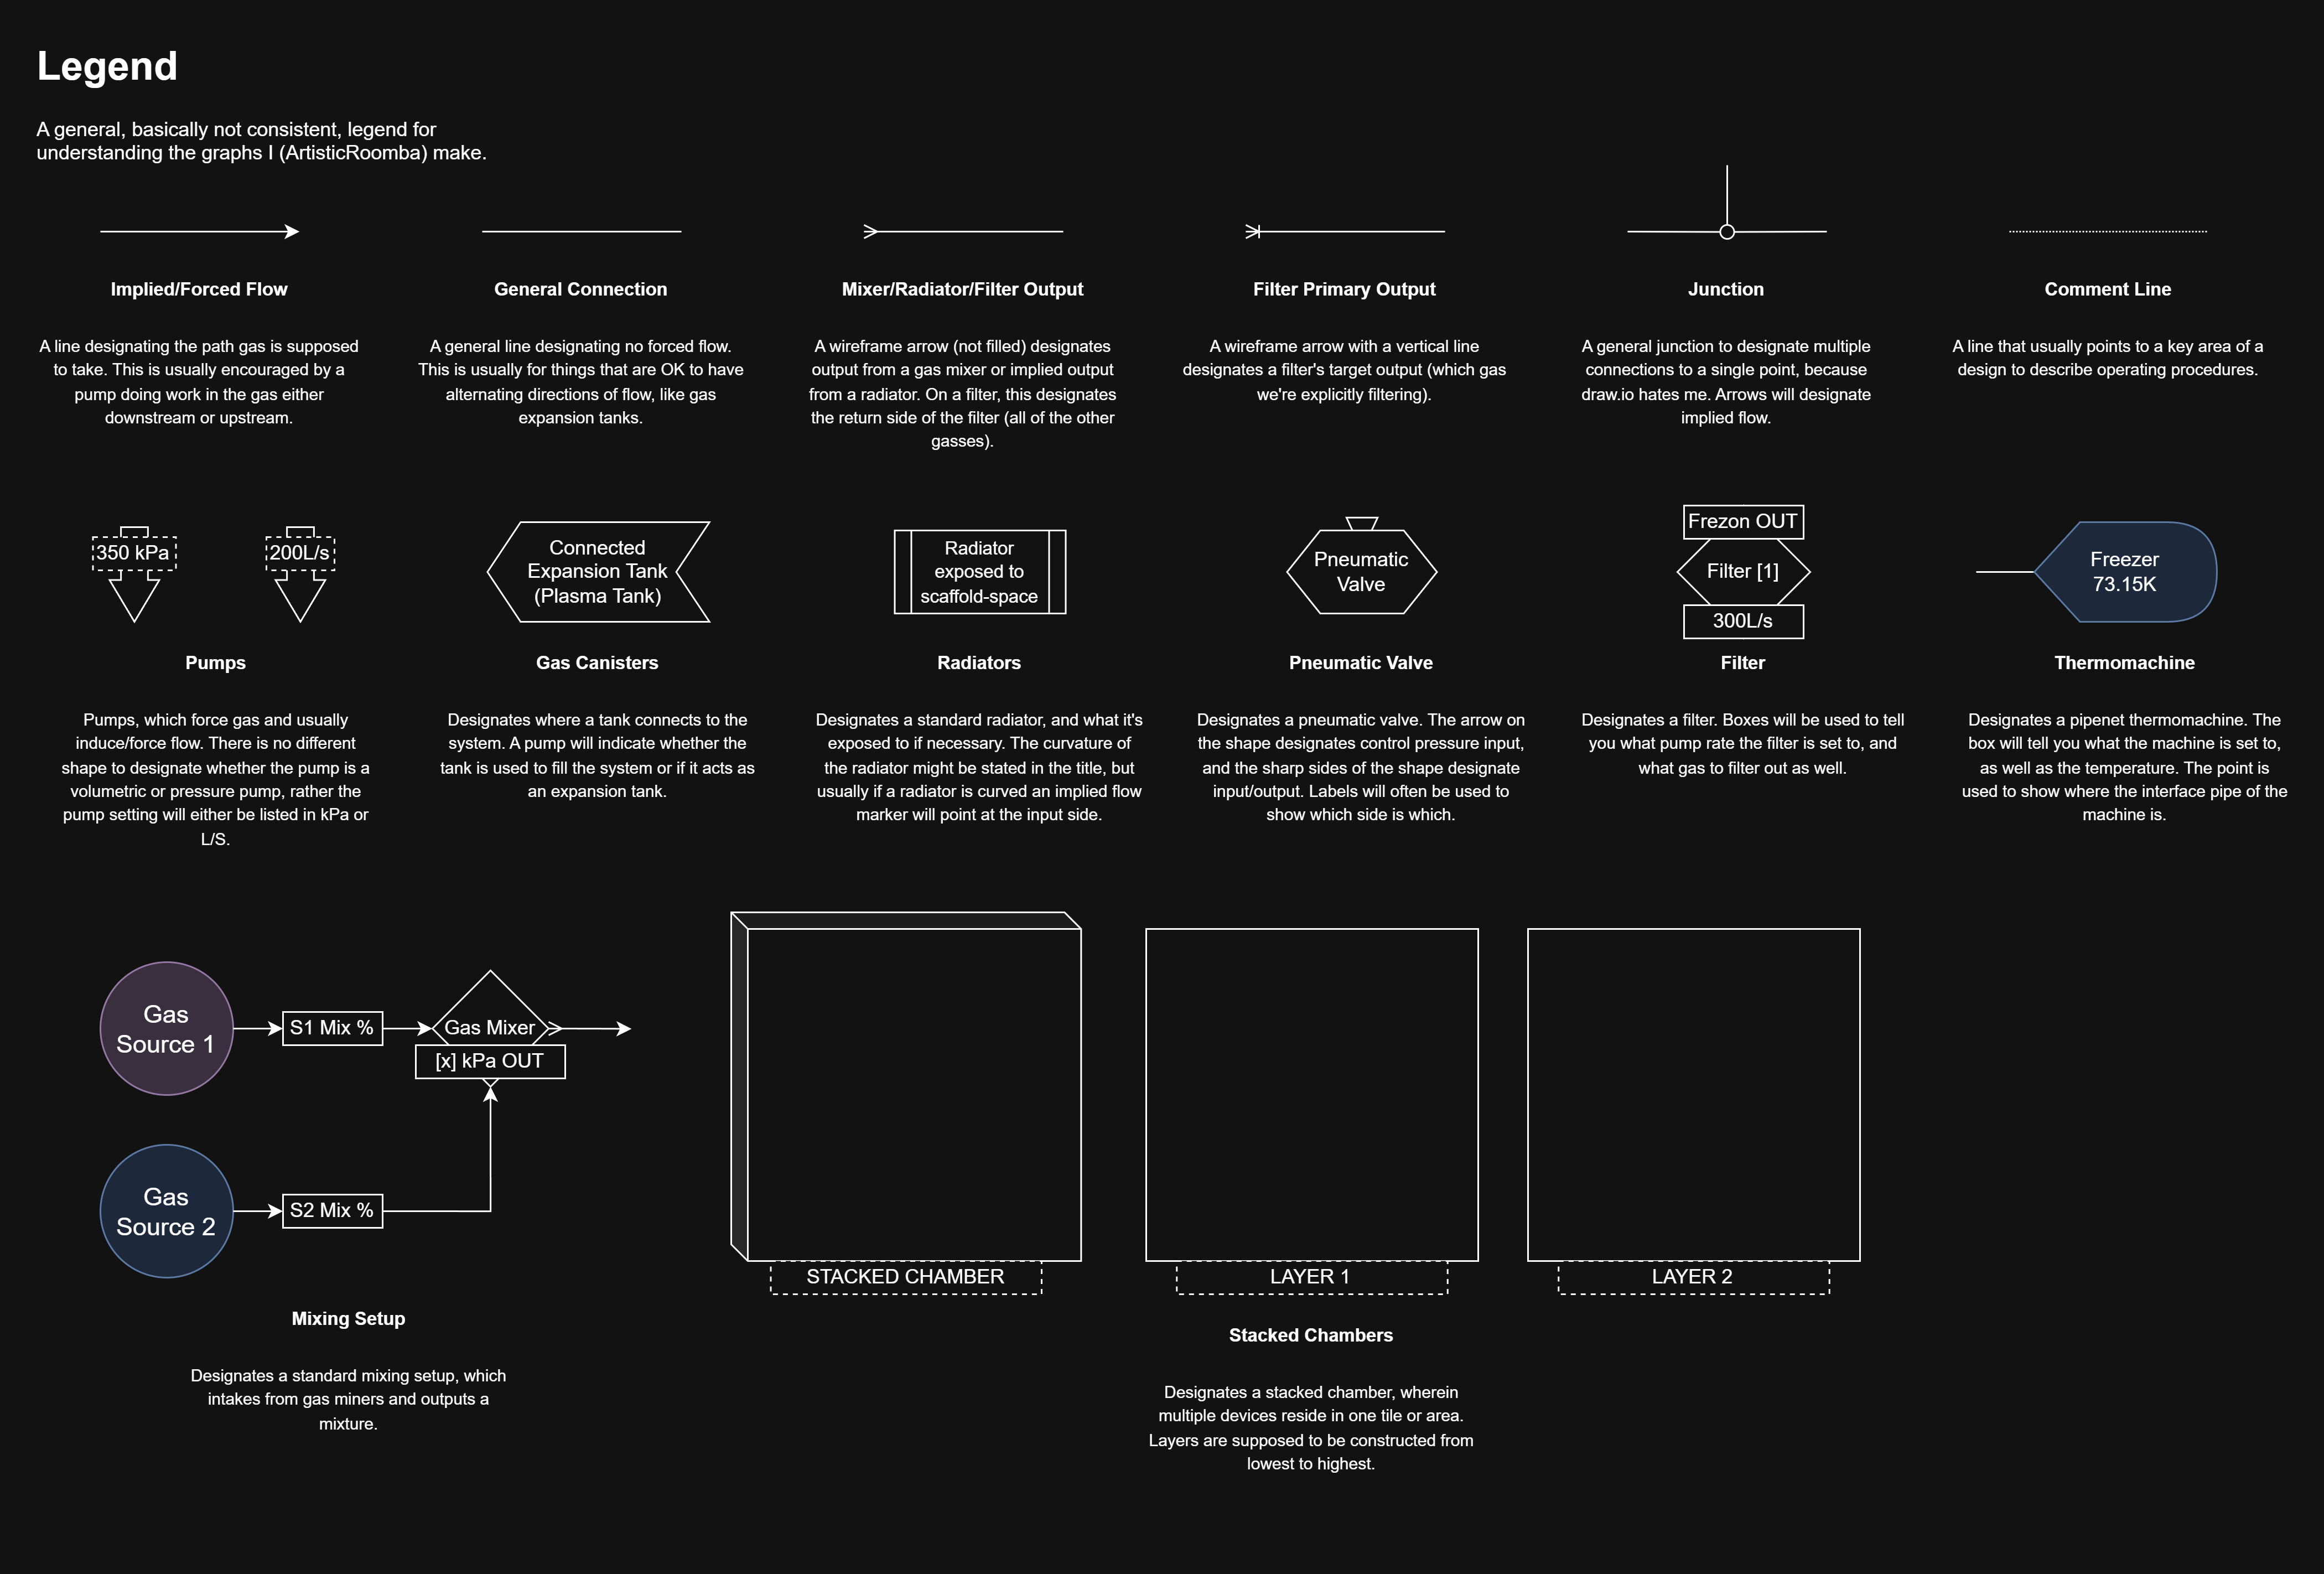 Legend
A general, basically not consistent, legend for
understanding the graphs I (ArtisticRoomba) make.
Implied/Forced Flow
A line designating the path gas is supposed
to take. This is usually encouraged by a
pump doing work in the gas either
downstream or upstream.
General Connection
A general line designating no forced flow.
This is usually for things that are OK to have
alternating directions of flow, like gas
expansion tanks.
Mixer/Radiator/Filter Output
A wireframe arrow (not filled) designates
output from a gas mixer or implied output
from a radiator. On a filter, this designates
the return side of the filter (all of the other
gasses).
Filter Primary Output
A wireframe arrow with a vertical line
designates a filter's target output (which gas
we're explicitly filtering).
Junction
A general junction to designate multiple
connections to a single point, because
draw.io hates me. Arrows will designate
implied flow.
Comment Line
A line that usually points to a key area of a
design to describe operating procedures.
350 kPa
200L/s
Pumps
Pumps, which force gas and usually
induce/force flow. There is no different
shape to designate whether the pump is a
volumetric or pressure pump, rather the
pump setting will either be listed in kPa or
L/S.
Connected
Expansion Tank
(Plasma Tank)
Gas Canisters
Designates where a tank connects to the
system. A pump will indicate whether the
tank is used to fill the system or if it acts as
an expansion tank.
Radiator
exposed to
scaffold-space
Radiators
Designates a standard radiator, and what it's
exposed to if necessary. The curvature of
the radiator might be stated in the title, but
usually if a radiator is curved an implied flow
marker will point at the input side.
Pneumatic
Valve
Pneumatic Valve
Designates a pneumatic valve. The arrow on
the shape designates control pressure input,
and the sharp sides of the shape designate
input/output. Labels will often be used to
show which side is which.
Frezon OUT
Filter [1]
300L/s
Filter
Designates a filter. Boxes will be used to tell
you what pump rate the filter is set to, and
what gas to filter out as well.
Freezer
73.15K
Thermomachine
Designates a pipenet thermomachine. The
box will tell you what the machine is set to,
as well as the temperature. The point is
used to show where the interface pipe of the
machine is.
Gas
Source 1
S1 Mix %
Gas Mixer
[x] kPa OUT
Gas
Source 2
S2 Mix %
Mixing Setup
Designates a standard mixing setup, which
intakes from gas miners and outputs a
mixture.
STACKED CHAMBER
LAYER 1
LAYER 2
Stacked Chambers
Designates a stacked chamber, wherein
multiple devices reside in one tile or area.
Layers are supposed to be constructed from
lowest to highest.